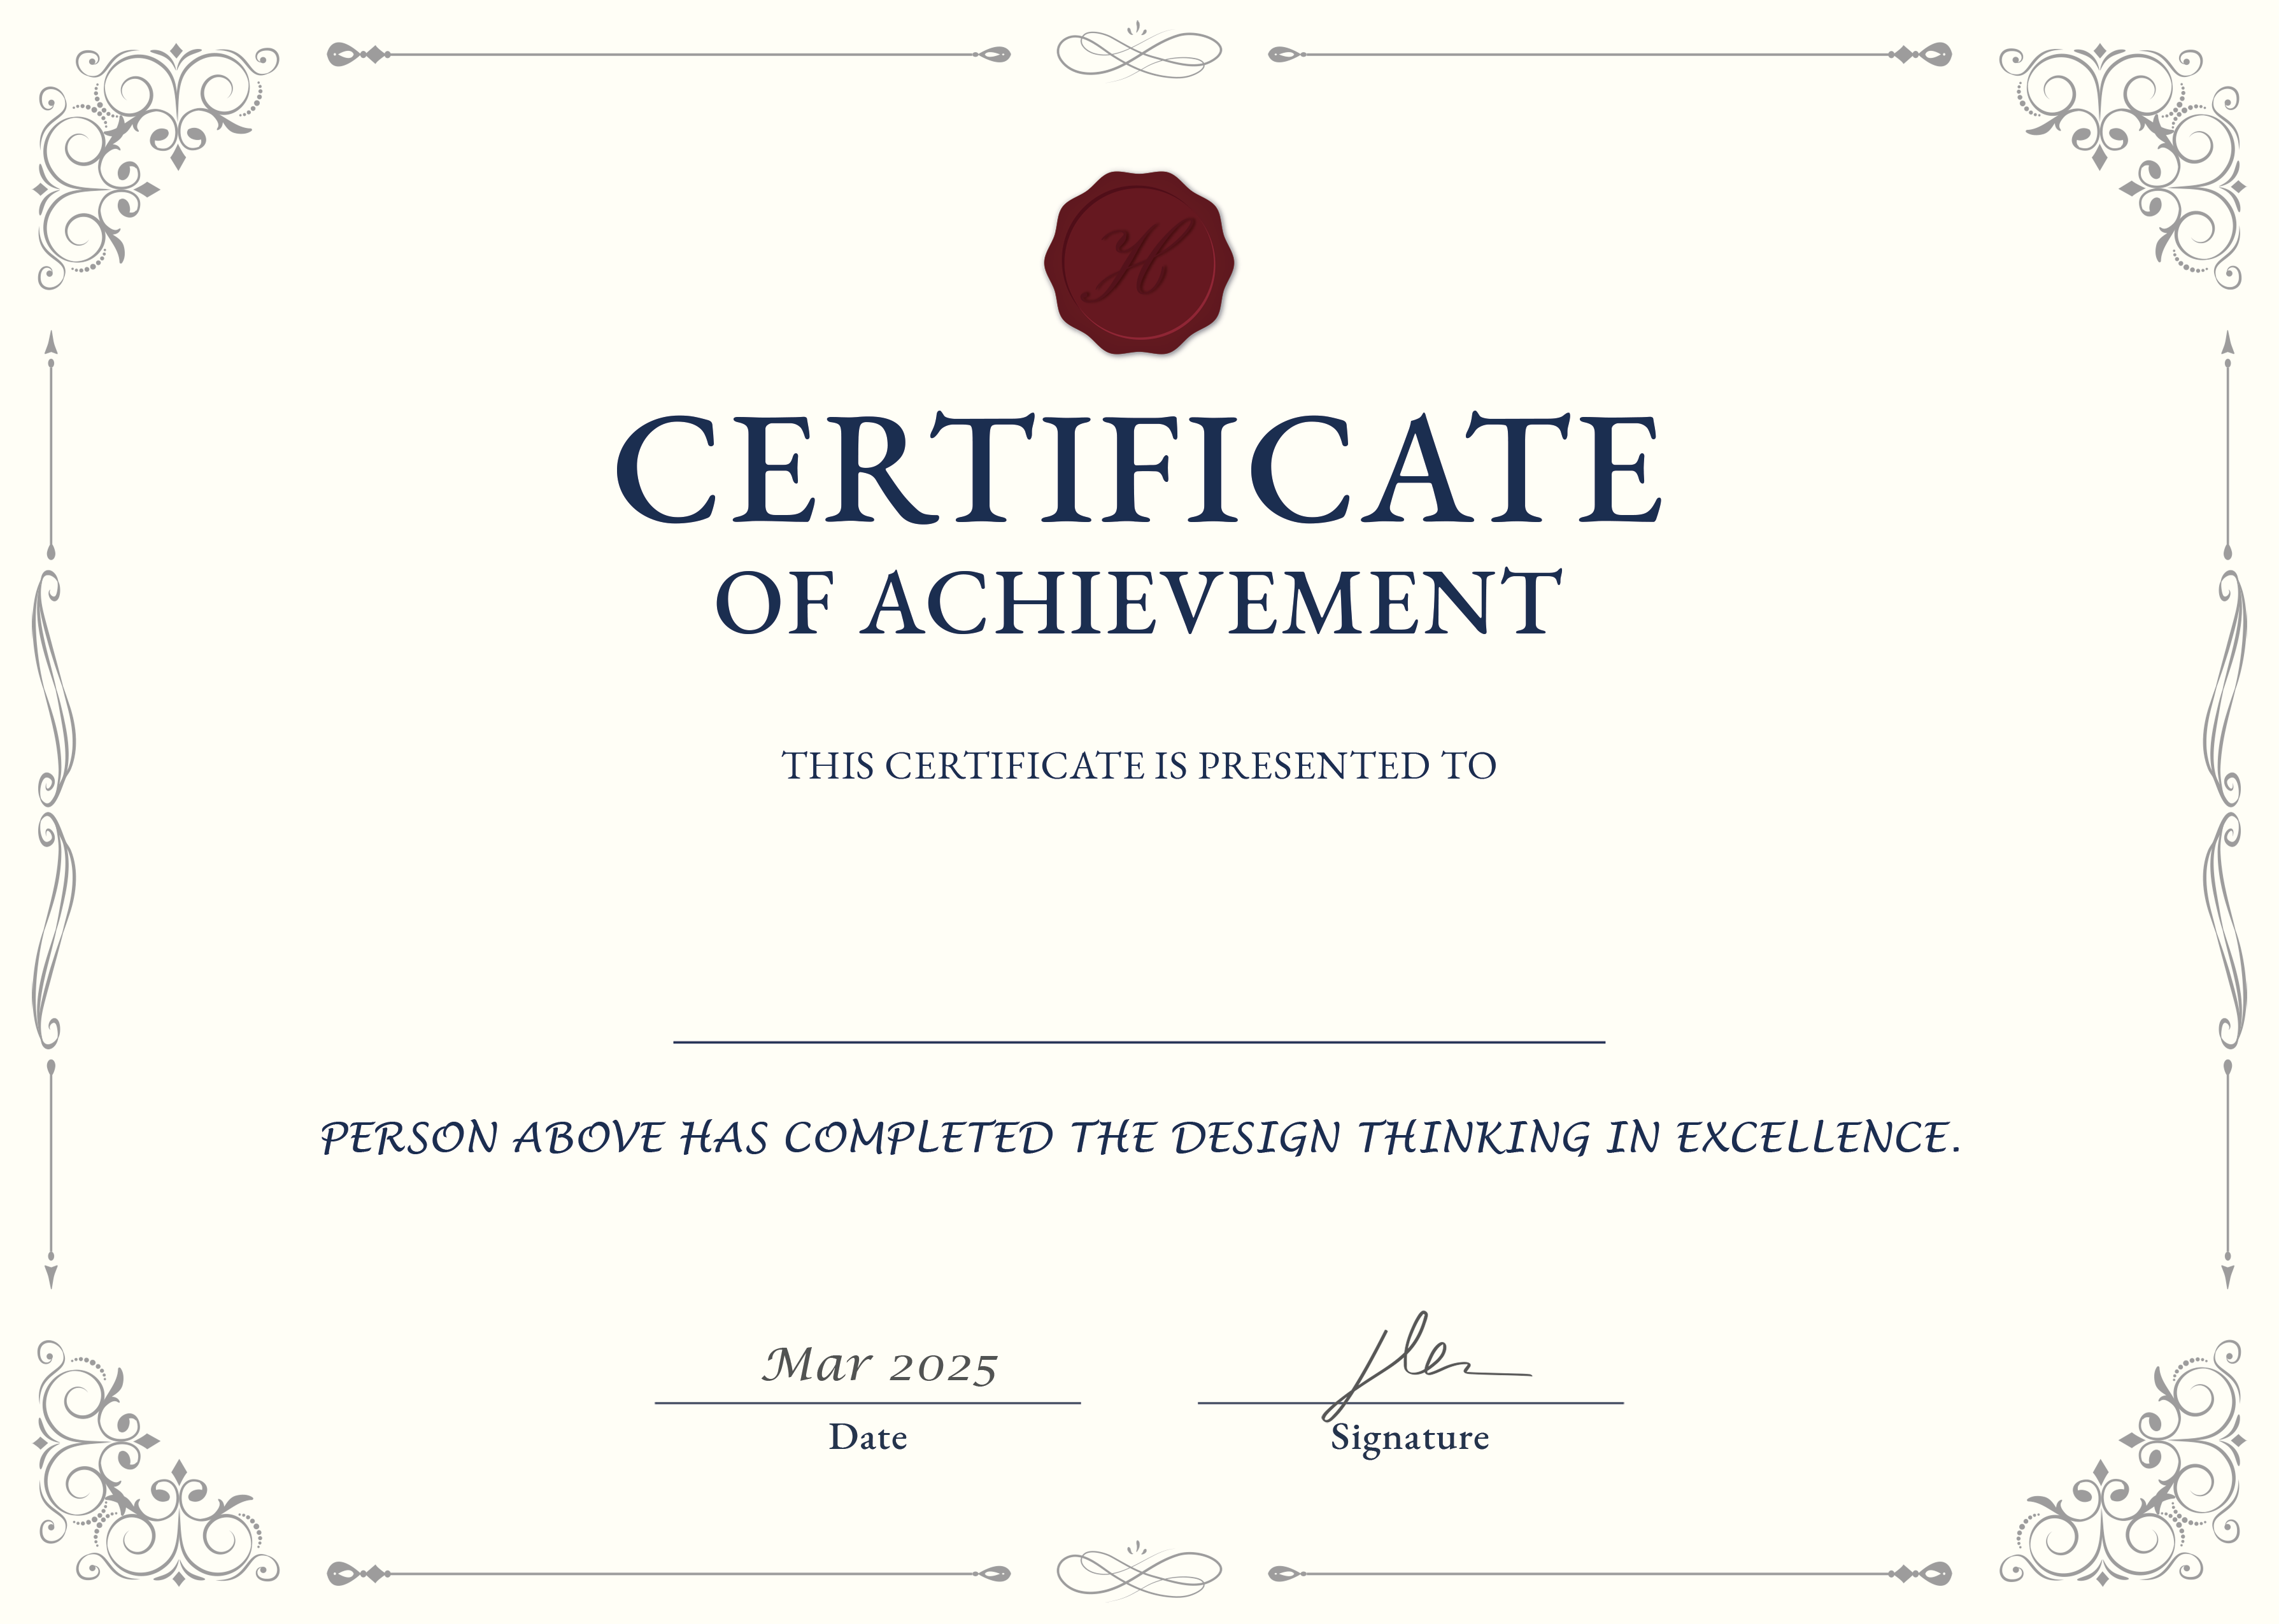 H
CERTIFICATE
OF ACHIEVEMENT
THIS CERTIFICATE IS PRESENTED TO
PERSON ABOVE HAS COMPLETED THE DESIGN THINKING IN EXCELLENCE.
Mar 2025
Date
Signature